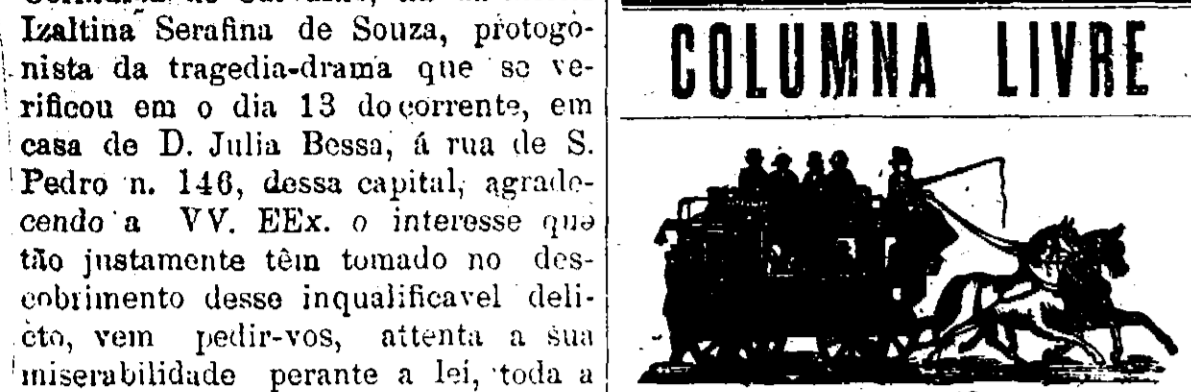 Izaltina Serafina de Souza, protogo-
nista da tragedia-drama que se ve-
rificou em o dia 13 do corrente, em
casa de D. Julia Bessa, á rua de S.
Pedro n. 146, dessa capital, agrade-
cendo a VV. EEx. o interesse que
tão justamente têm tomado no des-
cobrimento desse inqualificavel deli-
cto, vem pedir-vos, attenta a sua
miserabilidade perante a lei, toda a
COLUMNA LIVRE